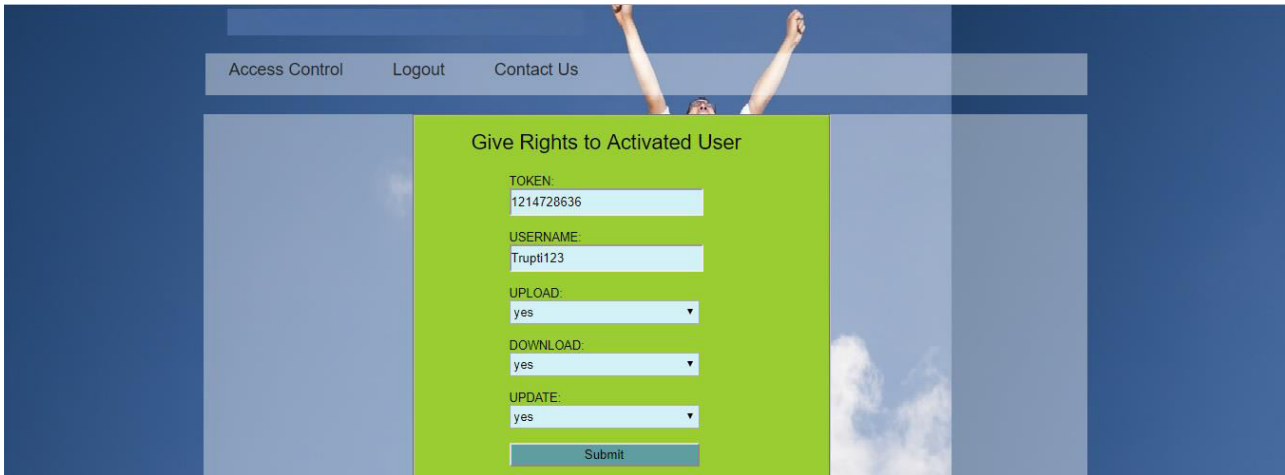 Access Control Logout Contact Us
Give Rights to Activated User
TOKEN:
1214728636
USERNAME:
Trupti123
UPLOAD:
yes
DOWNLOAD:
yes
UPDATE:
yes
Submit